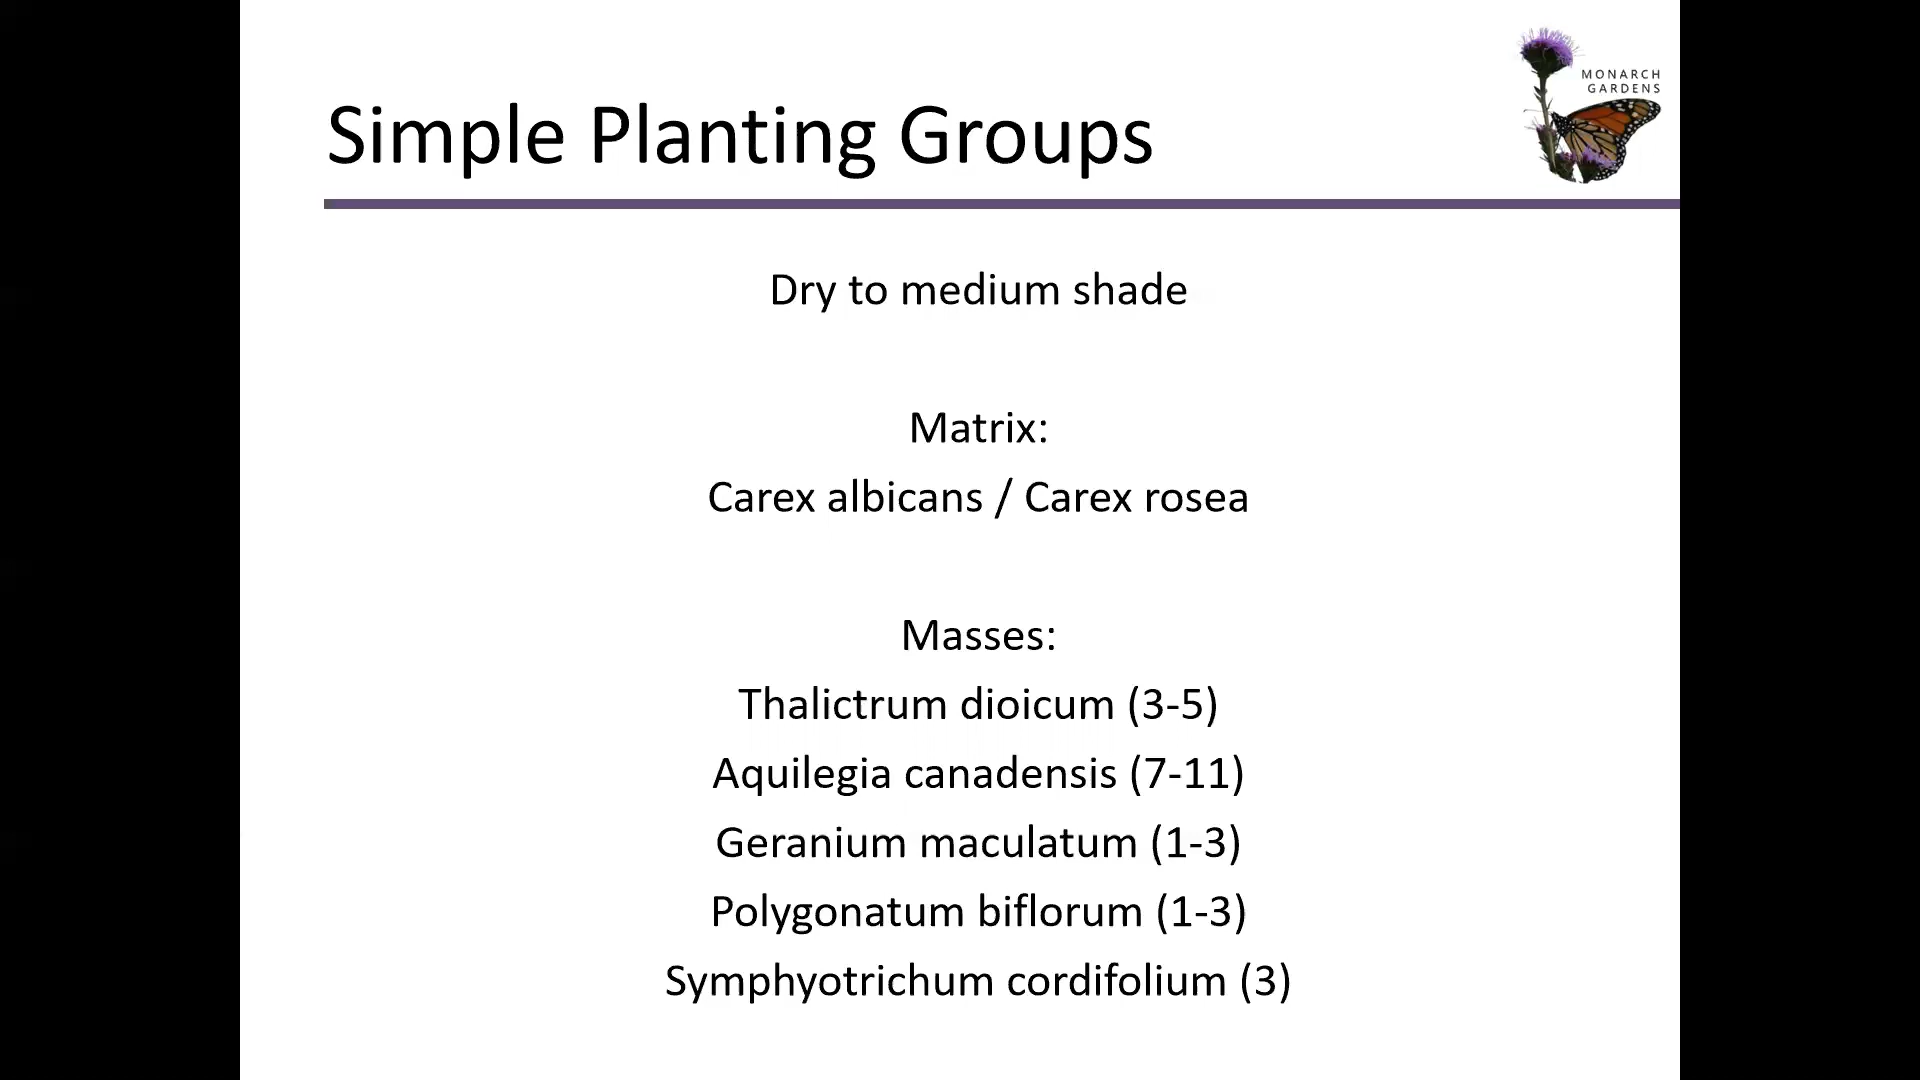 MONARCH
GARDENS
Simple Planting Groups
Dry to medium shade
Matrix:
Carex albicans / Carex rosea
Masses:
Thalictrum dioicum (3-5)
Aquilegia canadensis (7-11)
Geranium maculatum (1-3)
Polygonatum biflorum (1-3)
Symphyotrichum cordifolium (3)